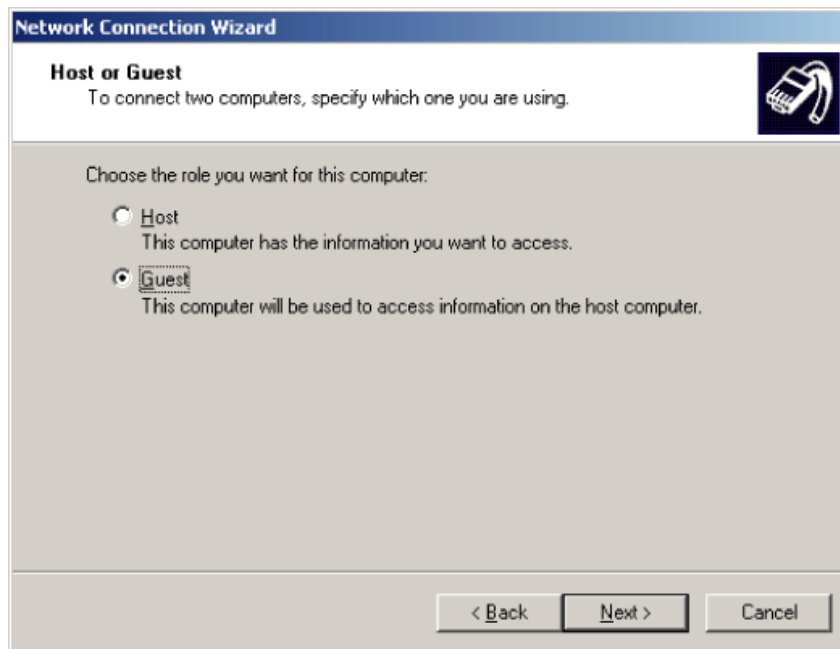 Network Connection Wizard
Host or Guest
To connect two computers, specify which one you are using.
Choose the role you want for this computer:
Host
This computer has the information you want to access.
Guest
This computer will be used to access information on the host computer.
< Back
Next >
Cancel